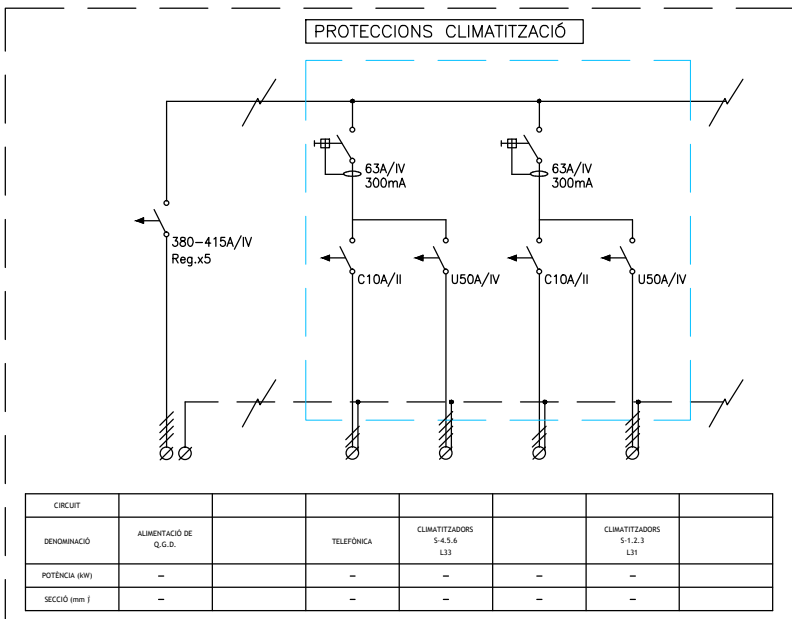 PROTECCIONS CLIMATITZACIÓ
63A/IV
300mA
63A/IV
300mA
380-415A/IV
Reg.x5
C10A/II
U50A/IV
C10A/II
U50A/IV
CIRCUIT
DENOMINACIÓ
ALIMENTACIÓ DE
Q.G.D.
TELEFÒNICA
CLIMATITZADORS
S-4.5.6
L33
CLIMATITZADORS
S-1.2.3
L31
POTÈNCIA (kW)
–
–
–
–
–
SECCIÓ (mm
–
–
–
–
–